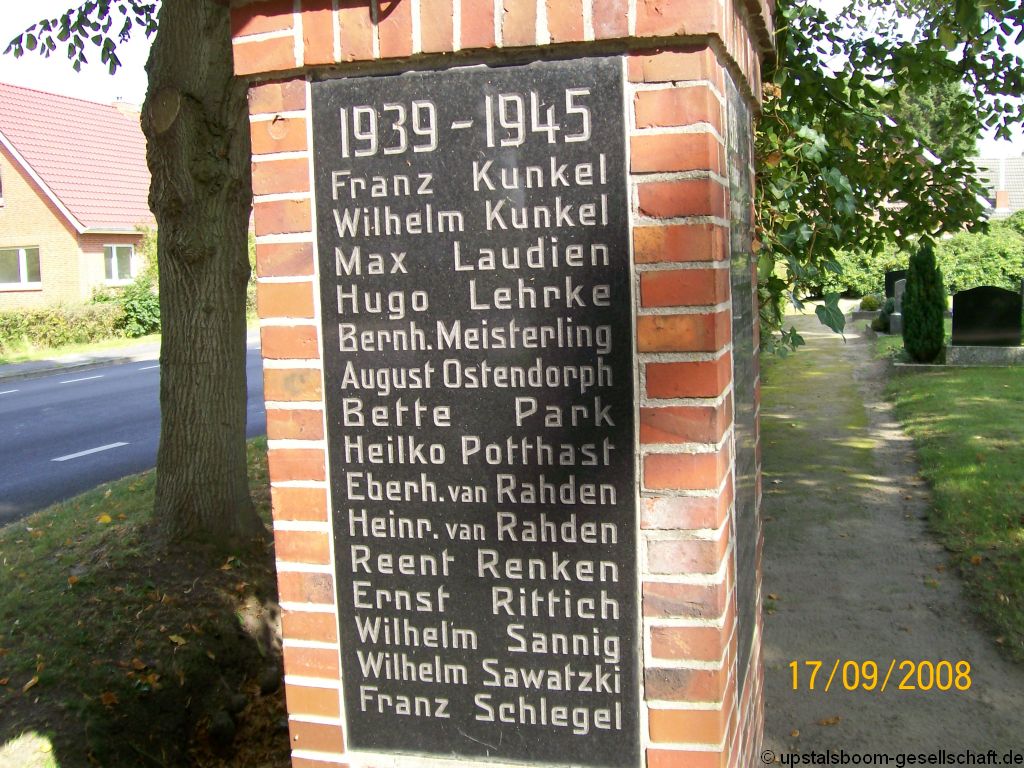 1939 - 1945
Franz Kunkel
Wilhelm Kunkel
Max Laudien
Hugo Lehrke
Bernh. Meisterling
August Ostendorph
Bette Park
Heilko Potthast
Eberh. van Rahden
Heinr. van Rahden
Reent Renken
Ernst Rittich
Wilhelm Sannig
Wilhelm Sawatzki
Franz Schlegel
17/09/2008
© upstalsboom-gesellschaft.de